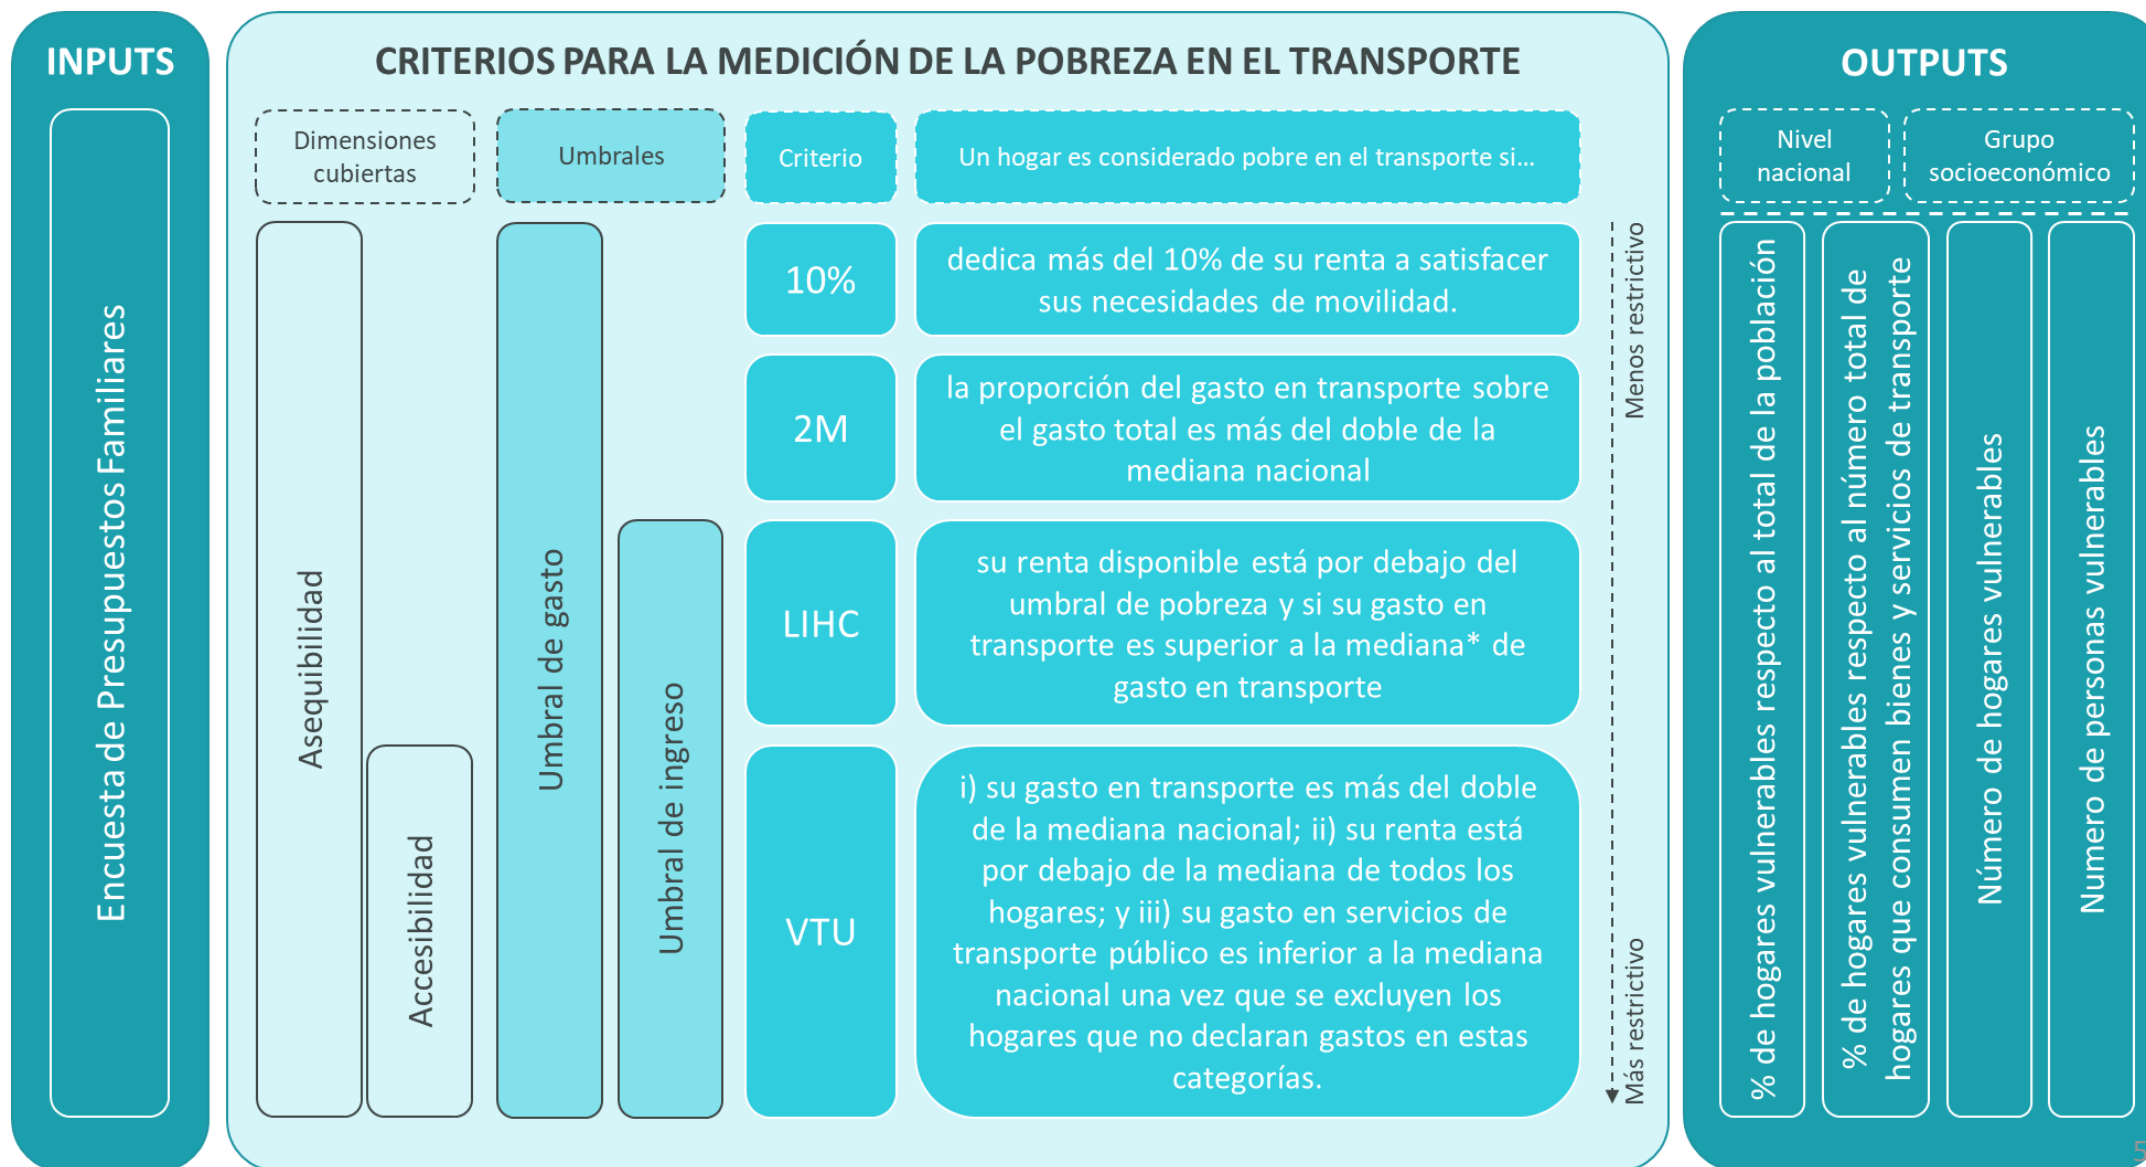 INPUTS
Encuesta de Presupuestos Familiares
CRITERIOS PARA LA MEDICIÓN DE LA POBREZA EN EL TRANSPORTE
Dimensiones
cubiertas
Umbrales
Criterio
Un hogar es considerado pobre en el transporte si...
Asequibilidad
Accesibilidad
Umbral de gasto
Umbral de ingreso
10%
dedica más del 10% de su renta a satisfacer
sus necesidades de movilidad.
2M
la proporción del gasto en transporte sobre
el gasto total es más del doble de la
mediana nacional
LIHC
su renta disponible está por debajo del
umbral de pobreza y si su gasto en
transporte es superior a la mediana* de
gasto en transporte
VTU
i) su gasto en transporte es más del doble
de la mediana nacional; ii) su renta está
por debajo de la mediana de todos los
hogares; y iii) su gasto en servicios de
transporte público es inferior a la mediana
nacional una vez que se excluyen los
hogares que no declaran gastos en estas
categorías.
Menos restrictivo
Más restrictivo
OUTPUTS
Nivel
nacional
Grupo
socioeconómico
% de hogares vulnerables respecto al total de la población
% de hogares vulnerables respecto al número total de
hogares que consumen bienes y servicios de transporte
Número de hogares vulnerables
Numero de personas vulnerables
5